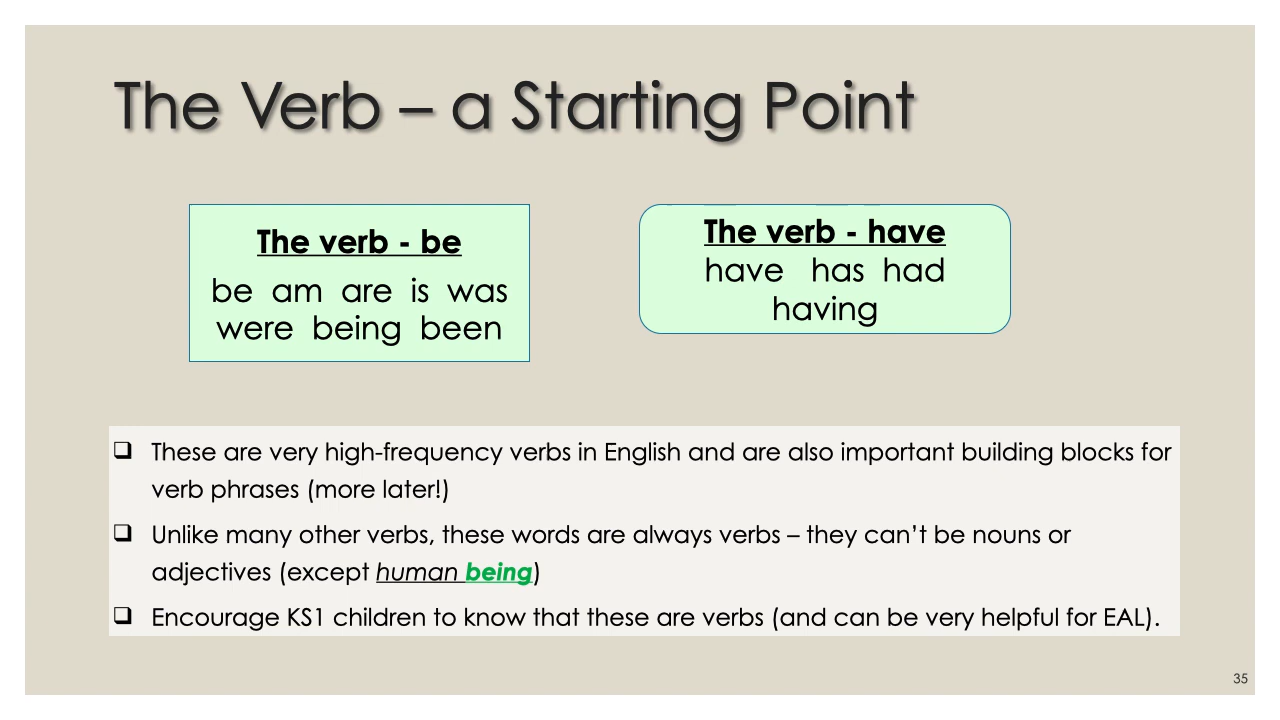 The Verb – a Starting Point
The verb - be
be am are is was
were being been
The verb - have
have has had
having
❑ These are very high-frequency verbs in English and are also important building blocks for
verb phrases (more later!)
❑ Unlike many other verbs, these words are always verbs – they can’t be nouns or
adjectives (except human being)
❑ Encourage KS1 children to know that these are verbs (and can be very helpful for EAL).
35